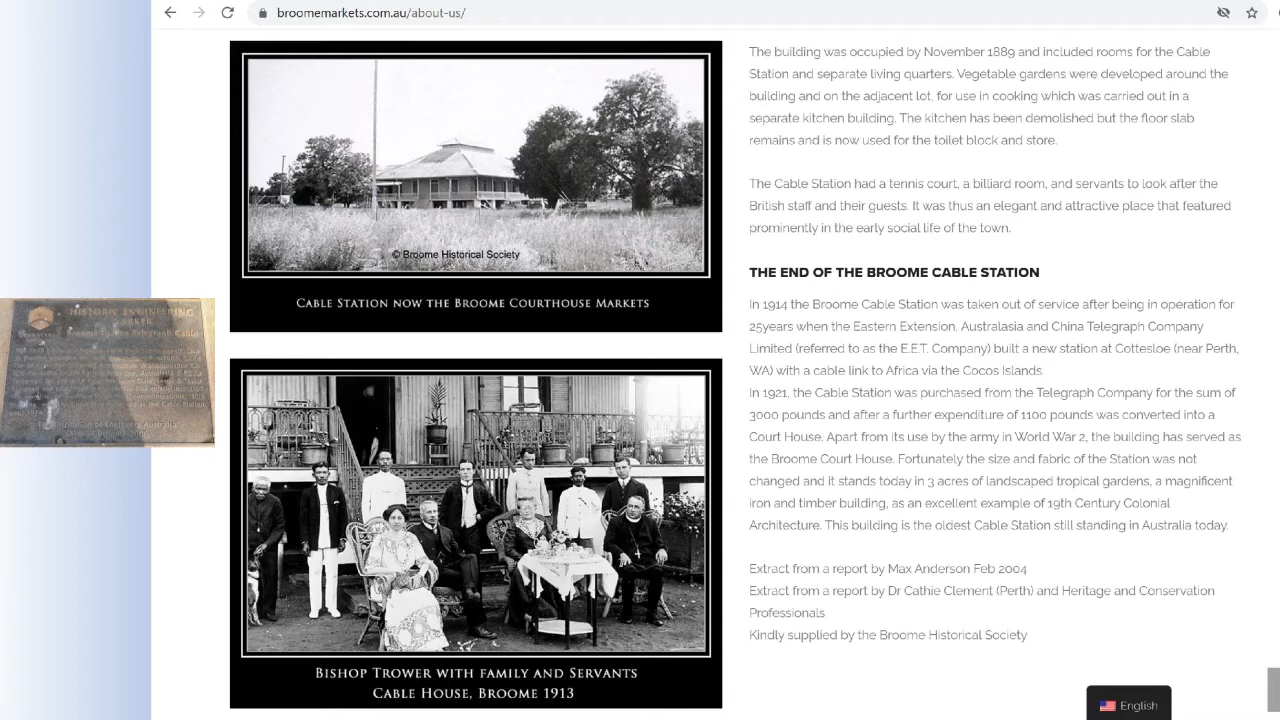 broomemarkets.com.au/about-us/
© Broome Historical Society
CABLE STATION NOW THE BROOME COURTHOUSE MARKETS
BISHOP TROWER WITH FAMILY AND SERVANTS
CABLE HOUSE, BROOME 1913
HISTORIC ENGINEERING
MARKER
The building was occupied by November 1889 and included rooms for the Cable
Station and separate living quarters. Vegetable gardens were developed around the
building and on the adjacent lot, for use in cooking which was carried out in a
separate kitchen building. The kitchen has been demolished but the floor slab
remains and is now used for the toilet block and store.
The Cable Station had a tennis court, a billiard room, and servants to look after the
British staff and their guests. It was thus an elegant and attractive place that featured
prominently in the early social life of the town.
THE END OF THE BROOME CABLE STATION
In 1914 the Broome Cable Station was taken out of service after being in operation for
25years when the Eastern Extension, Australasia and China Telegraph Company
Limited (referred to as the E.E.T. Company) built a new station at Cottesloe (near Perth,
WA) with a cable link to Africa via the Cocos Islands.
In 1921, the Cable Station was purchased from the Telegraph Company for the sum of
3000 pounds and after a further expenditure of 1100 pounds was converted into a
Court House. Apart from its use by the army in World War 2, the building has served as
the Broome Court House. Fortunately the size and fabric of the Station was not
changed and it stands today in 3 acres of landscaped tropical gardens, a magnificent
iron and timber building, as an excellent example of 19th Century Colonial
Architecture. This building is the oldest Cable Station still standing in Australia today.
Extract from a report by Max Anderson Feb 2004
Extract from a report by Dr Cathie Clement (Perth) and Heritage and Conservation
Professionals
Kindly supplied by the Broome Historical Society
English